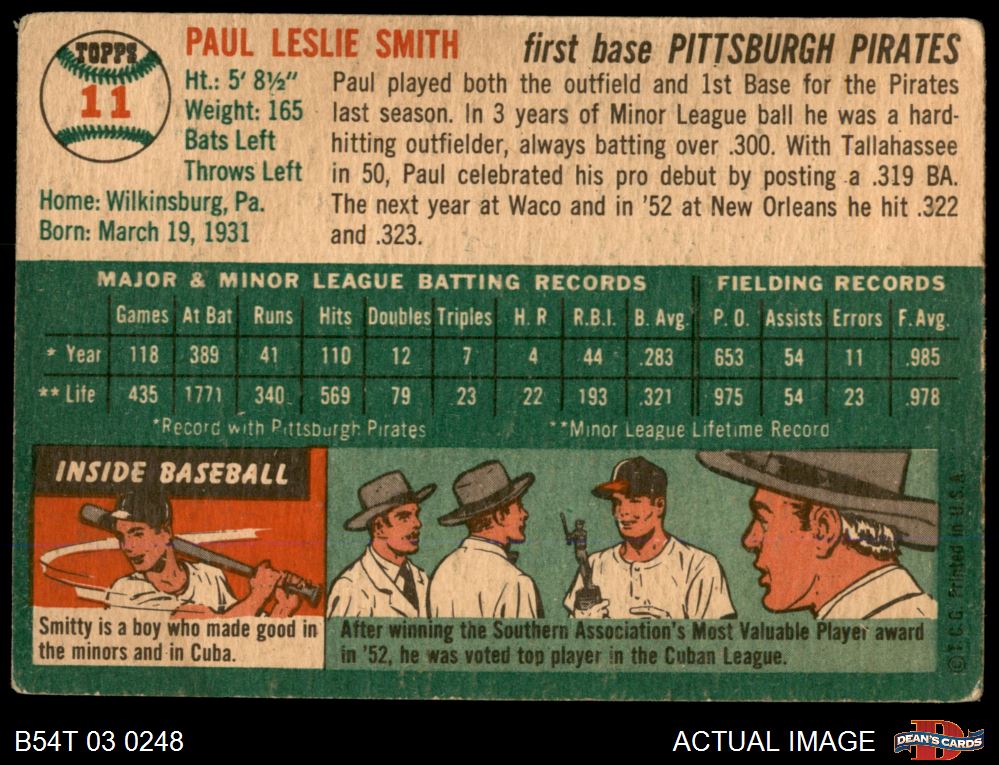 TOPPS
11
PAUL LESLIE SMITH
first base PITTSBURGH PIRATES
Ht.: 5' 8½"
Weight: 165
Bats Left
Throws Left
Home: Wilkinsburg, Pa.
Born: March 19, 1931
Paul played both the outfield and 1st Base for the Pirates
last season. In 3 years of Minor League ball he was a hard-
hitting outfielder, always batting over .300. With Tallahassee
in 50, Paul celebrated his pro debut by posting a .319 BA.
The next year at Waco and in '52 at New Orleans he hit .322
and .323.
MAJOR & MINOR LEAGUE BATTING RECORDS FIELDING RECORDS
Games At Bat Runs Hits Doubles Triples H. R R.B.I. B. Avg. P. O. Assists Errors F. Avg.
* Year 118 389 41 110 12 7 4 44 .283 653 54 11 .985
** Life 435 1771 340 569 79 23 22 193 .321 975 54 23 .978
*Record with Pittsburgh Pirates **Minor League Lifetime Record
INSIDE BASEBALL
Smitty is a boy who made good in
the minors and in Cuba.
After winning the Southern Association's Most Valuable Player award
in '52, he was voted top player in the Cuban League.
© T.C.G. Printed in U.S.A.
B54T 03 0248
ACTUAL IMAGE
DEAN'S CARDS